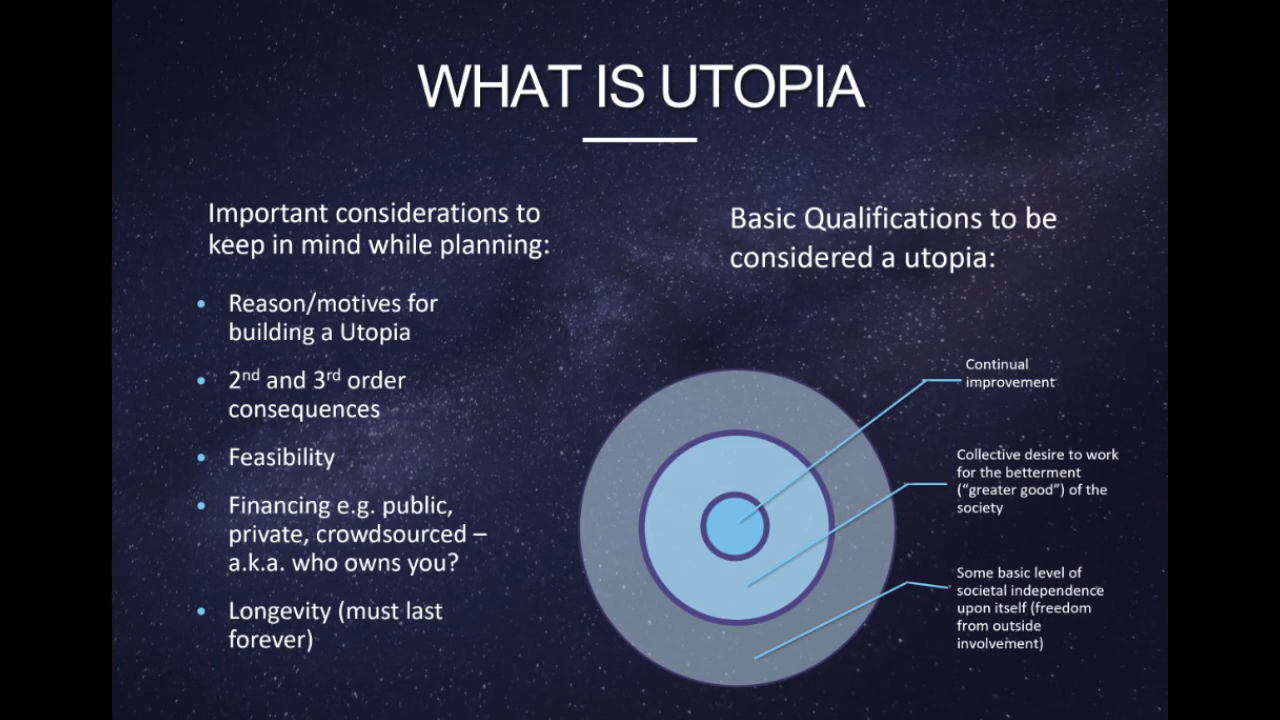 WHAT IS UTOPIA
Important considerations to
keep in mind while planning:
• Reason/motives for
building a Utopia
• 2nd and 3rd order
consequences
• Feasibility
• Financing e.g. public,
private, crowdsourced –
a.k.a. who owns you?
• Longevity (must last
forever)
Basic Qualifications to be
considered a utopia:
Continual
improvement
Collective desire to work
for the betterment
(“greater good”) of the
society
Some basic level of
societal independence
upon itself (freedom
from outside
involvement)